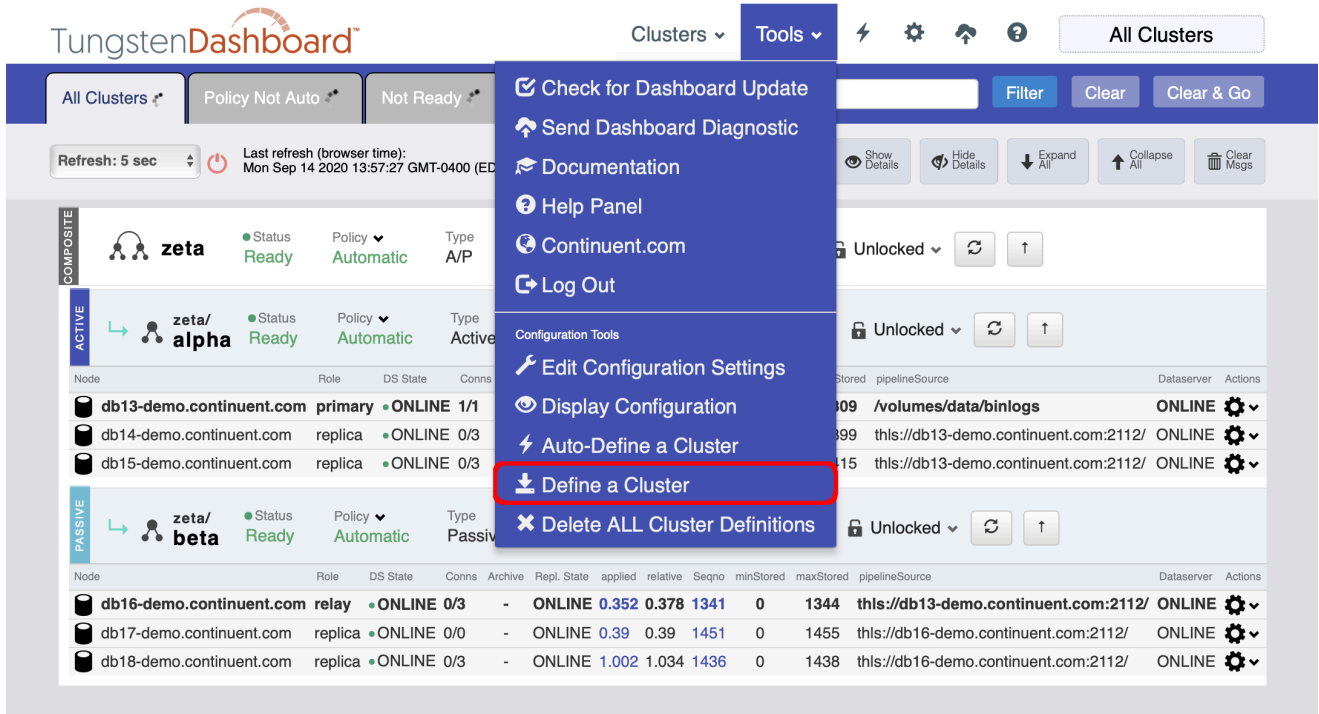 TungstenDashboard™ Clusters Tools All Clusters
All Clusters Policy Not Auto Not Ready Filter Clear Clear & Go
Refresh: 5 sec
Last refresh (browser time):
Mon Sep 14 2020 13:57:27 GMT-0400 (ED
Show Details
Hide Details
Expand All
Collapse All
Clear Msgs
Check for Dashboard Update
Send Dashboard Diagnostic
Documentation
Help Panel
Continuent.com
Log Out
Configuration Tools
Edit Configuration Settings
Display Configuration
Auto-Define a Cluster
Define a Cluster
Delete ALL Cluster Definitions
COMPOSITE
zeta
Status Policy Type
Ready Automatic A/P
Unlocked
ACTIVE
zeta/
alpha
Status Policy Type
Ready Automatic Active
Unlocked
Node Role DS State Conns Stored pipelineSource Dataserver Actions
db13-demo.continuent.com primary ONLINE 1/1 309 /volumes/data/binlogs ONLINE
db14-demo.continuent.com replica ONLINE 0/3 399 thls://db13-demo.continuent.com:2112/ ONLINE
db15-demo.continuent.com replica ONLINE 0/3 15 thls://db13-demo.continuent.com:2112/ ONLINE
PASSIVE
zeta/
beta
Status Policy Type
Ready Automatic Passiv
Unlocked
Node Role DS State Conns Archive Repl. State applied relative Seqno minStored maxStored pipelineSource Dataserver Actions
db16-demo.continuent.com relay ONLINE 0/3 - ONLINE 0.352 0.378 1341 0 1344 thls://db13-demo.continuent.com:2112/ ONLINE
db17-demo.continuent.com replica ONLINE 0/0 - ONLINE 0.39 0.39 1451 0 1455 thls://db16-demo.continuent.com:2112/ ONLINE
db18-demo.continuent.com replica ONLINE 0/3 - ONLINE 1.002 1.034 1436 0 1438 thls://db16-demo.continuent.com:2112/ ONLINE